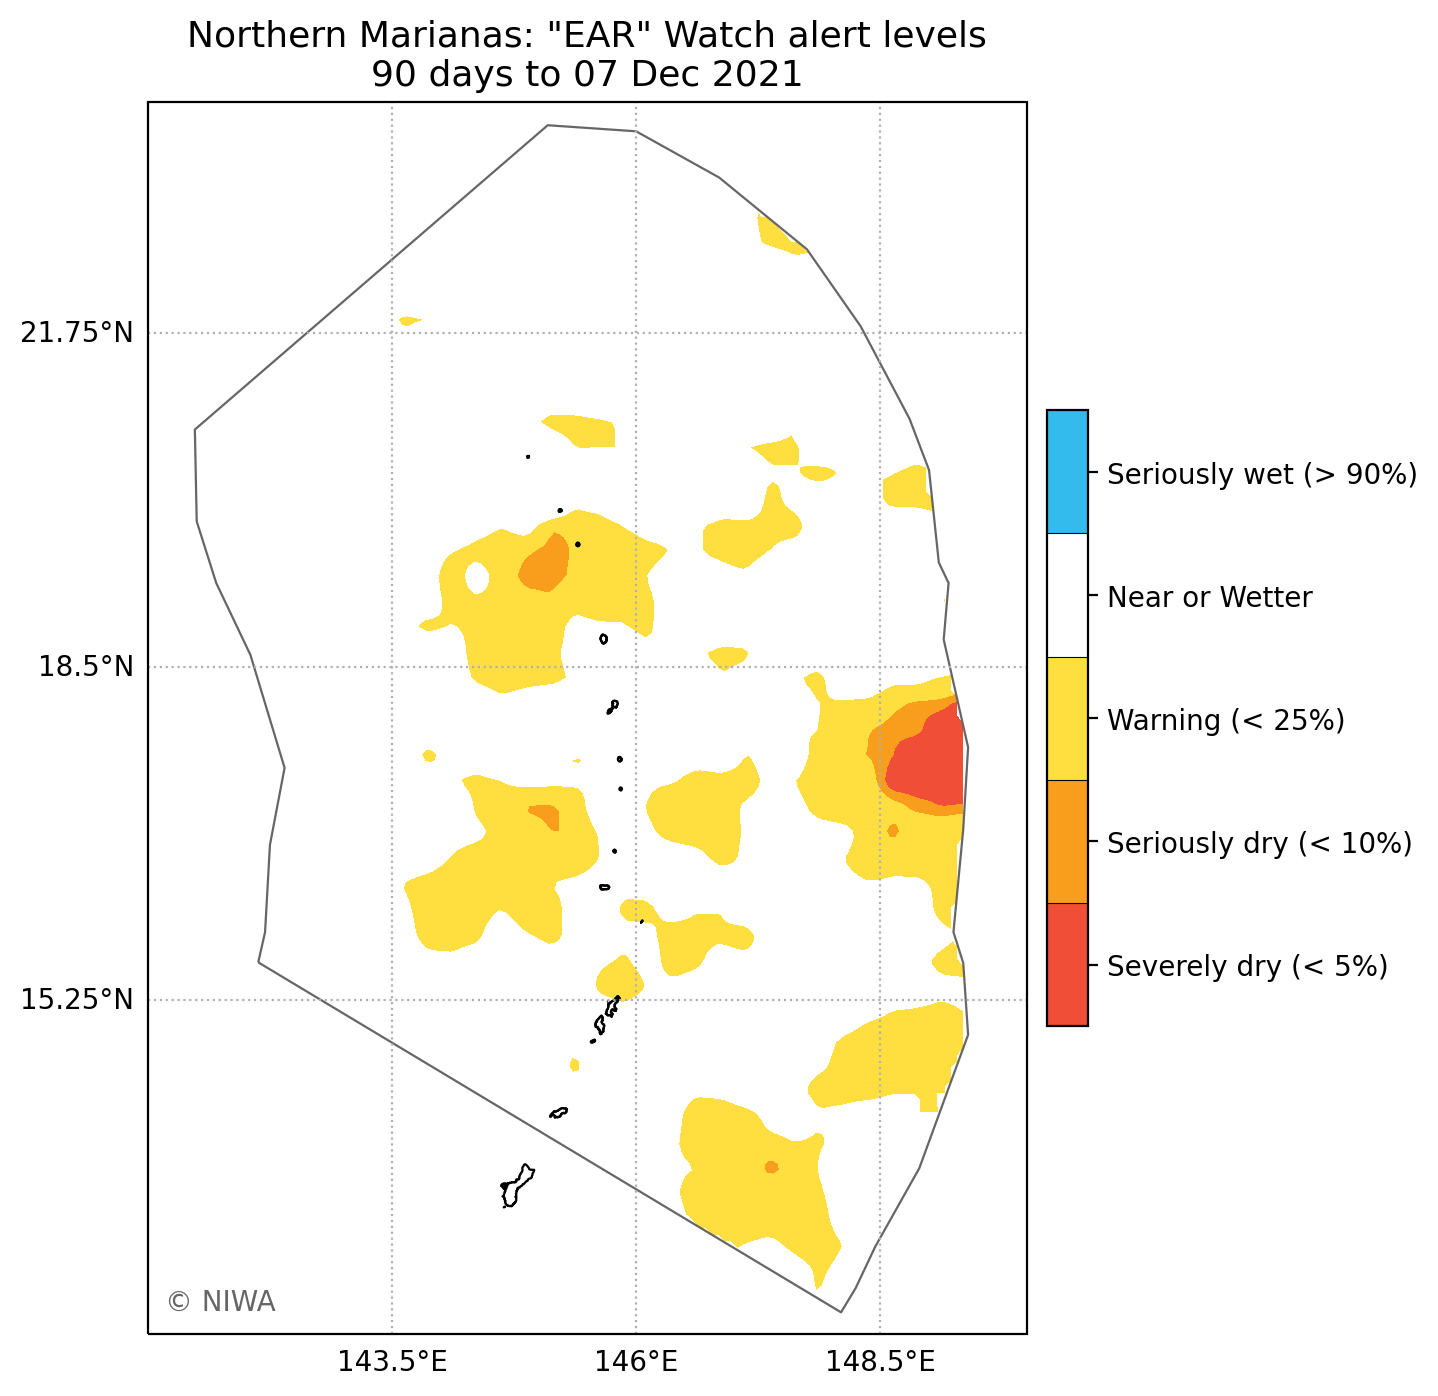 Northern Marianas: "EAR" Watch alert levels
90 days to 07 Dec 2021
21.75°N
18.5°N
15.25°N
143.5°E
146°E
148.5°E
Seriously wet (> 90%)
Near or Wetter
Warning (< 25%)
Seriously dry (< 10%)
Severely dry (< 5%)
© NIWA